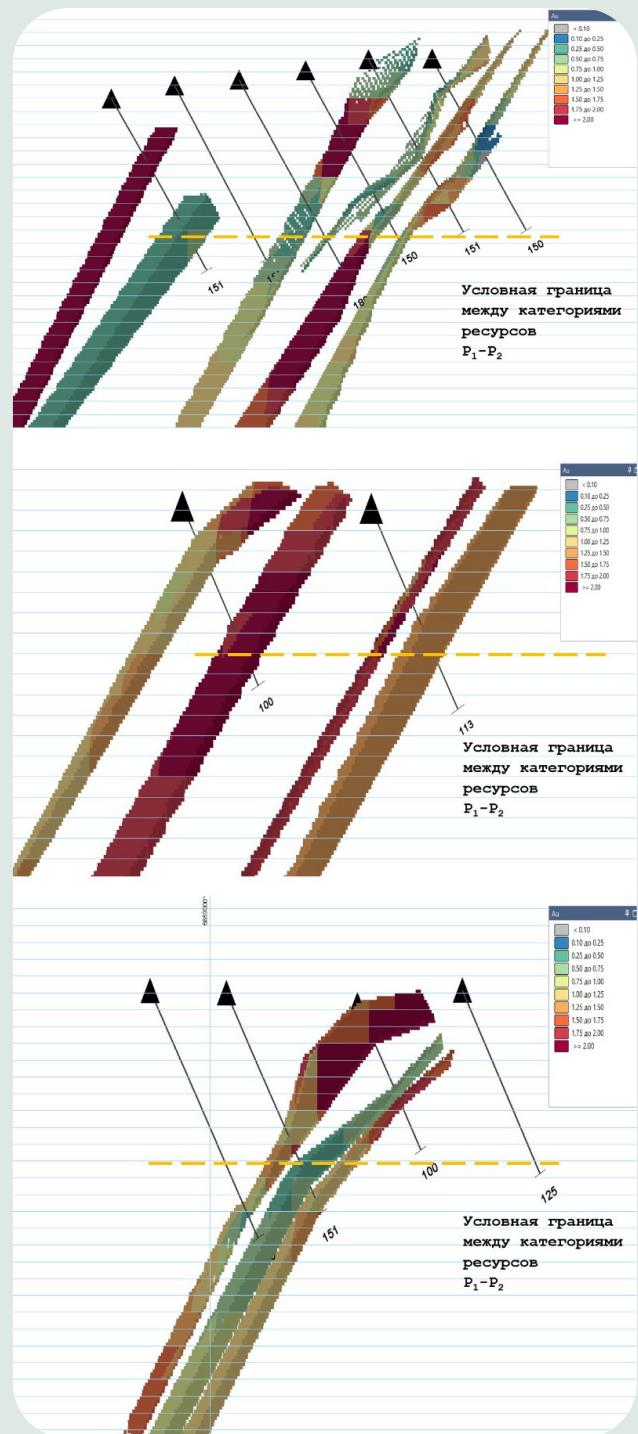 Au
< 0.10
0.10 до 0.25
0.25 до 0.50
0.50 до 0.75
0.75 до 1.00
1.00 до 1.25
1.25 до 1.50
1.50 до 1.75
1.75 до 2.00
>= 2.00
151
150
151
150
Условная граница
между категориями
ресурсов
P₁-P₂
Au
< 0.10
0.10 до 0.25
0.25 до 0.50
0.50 до 0.75
0.75 до 1.00
1.00 до 1.25
1.25 до 1.50
1.50 до 1.75
1.75 до 2.00
>= 2.00
100
113
Условная граница
между категориями
ресурсов
P₁-P₂
Au
< 0.10
0.10 до 0.25
0.25 до 0.50
0.50 до 0.75
0.75 до 1.00
1.00 до 1.25
1.25 до 1.50
1.50 до 1.75
1.75 до 2.00
>= 2.00
100
125
151
Условная граница
между категориями
ресурсов
P₁-P₂